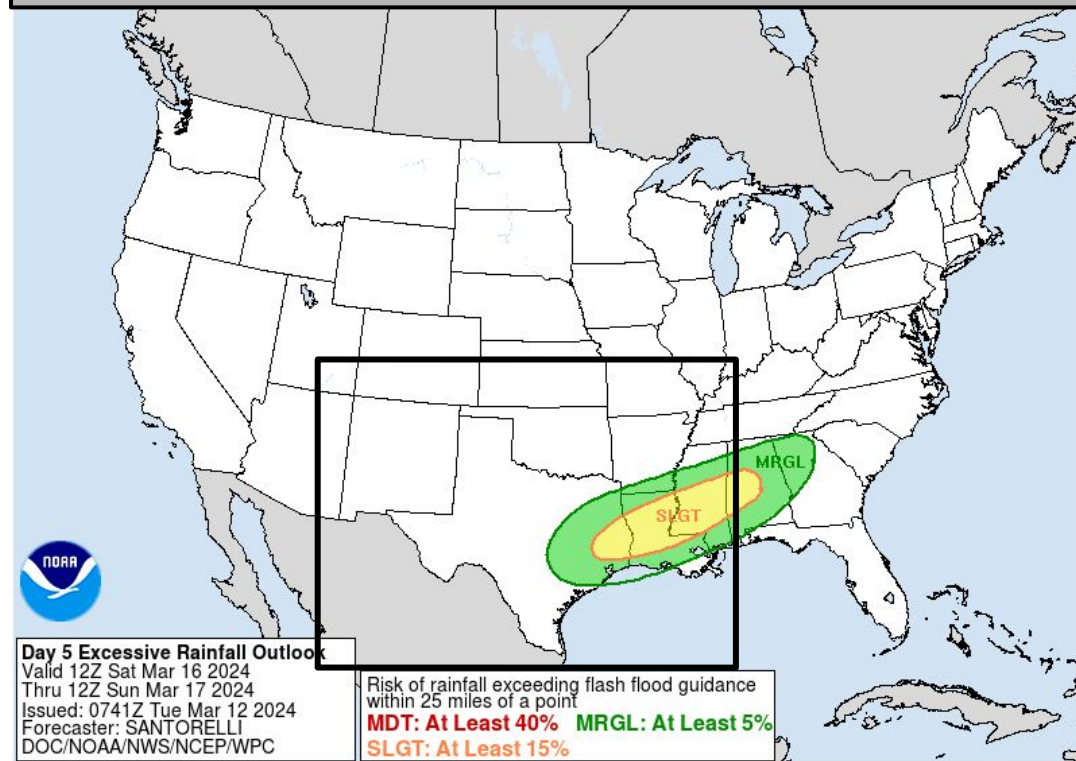 MRGL
SLGT
NOAA
Day 5 Excessive Rainfall Outlook
Valid 12Z Sat Mar 16 2024
Thru 12Z Sun Mar 17 2024
Issued: 0741Z Tue Mar 12 2024
Forecaster: SANTORELLI
DOC/NOAA/NWS/NCEP/WPC
Risk of rainfall exceeding flash flood guidance
within 25 miles of a point
MDT: At Least 40% MRGL: At Least 5%
SLGT: At Least 15%